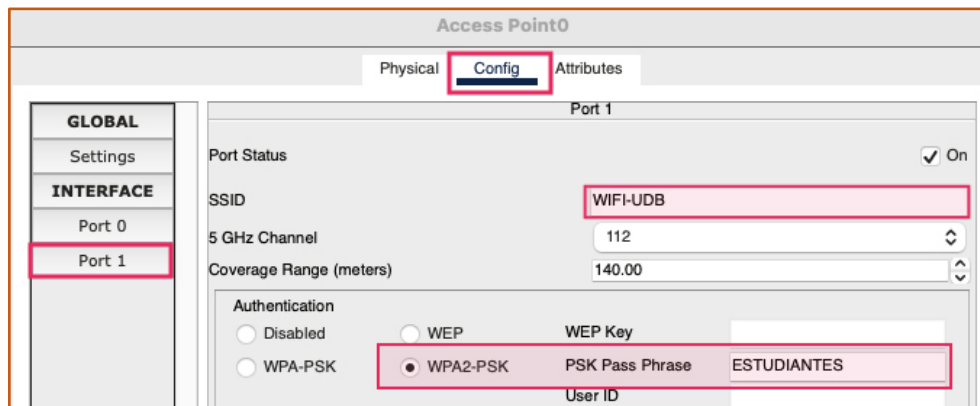 Access Point0
Physical Config Attributes
GLOBAL
Settings
INTERFACE
Port 0
Port 1
Port 1
Port Status On
SSID WIFI-UDB
5 GHz Channel 112
Coverage Range (meters) 140.00
Authentication
Disabled WEP WEP Key
WPA-PSK WPA2-PSK PSK Pass Phrase ESTUDIANTES
User ID